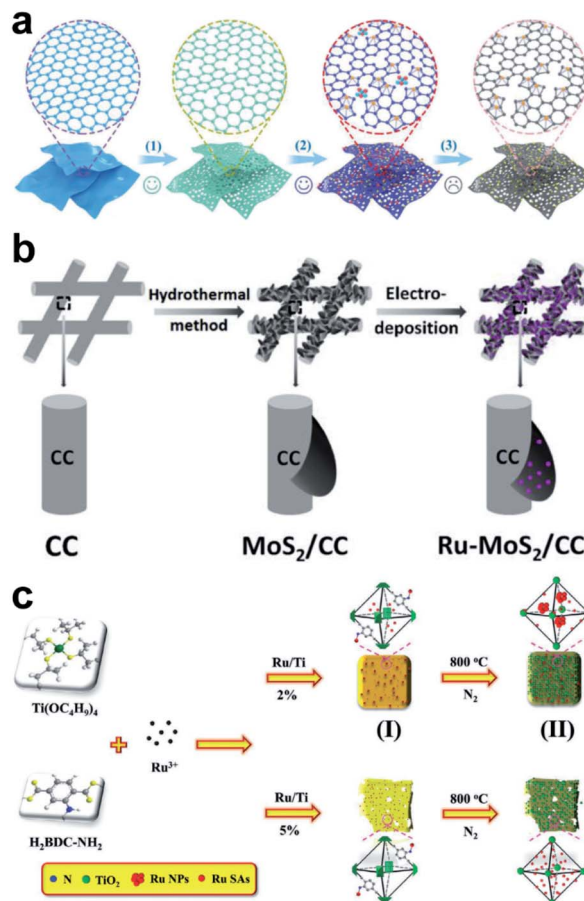 a
(1)
(2)
(3)
b
Hydrothermal
method
Electro-
deposition
CC
CC
CC
CC
MoS₂/CC
Ru-MoS₂/CC
c
Ti(OC₄H₉)₄
+
Ru³⁺
H₂BDC-NH₂
Ru/Ti
2%
(I)
800 °C
N₂
(II)
Ru/Ti
5%
800 °C
N₂
N TiO₂ Ru NPs Ru SAs